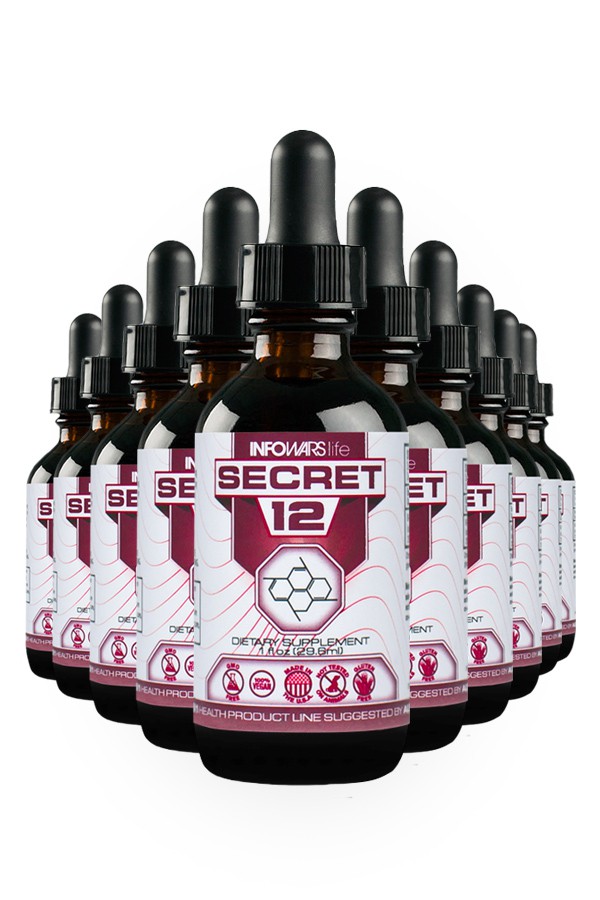 INFOWARS life
SECRET
12
DIETARY SUPPLEMENT
1 fl oz (29.6ml)
GMO FREE
100% VEGAN
MADE IN THE U.S.A.
NOT TESTED ON ANIMALS
GLUTEN FREE
HEALTH PRODUCT LINE SUGGESTED BY